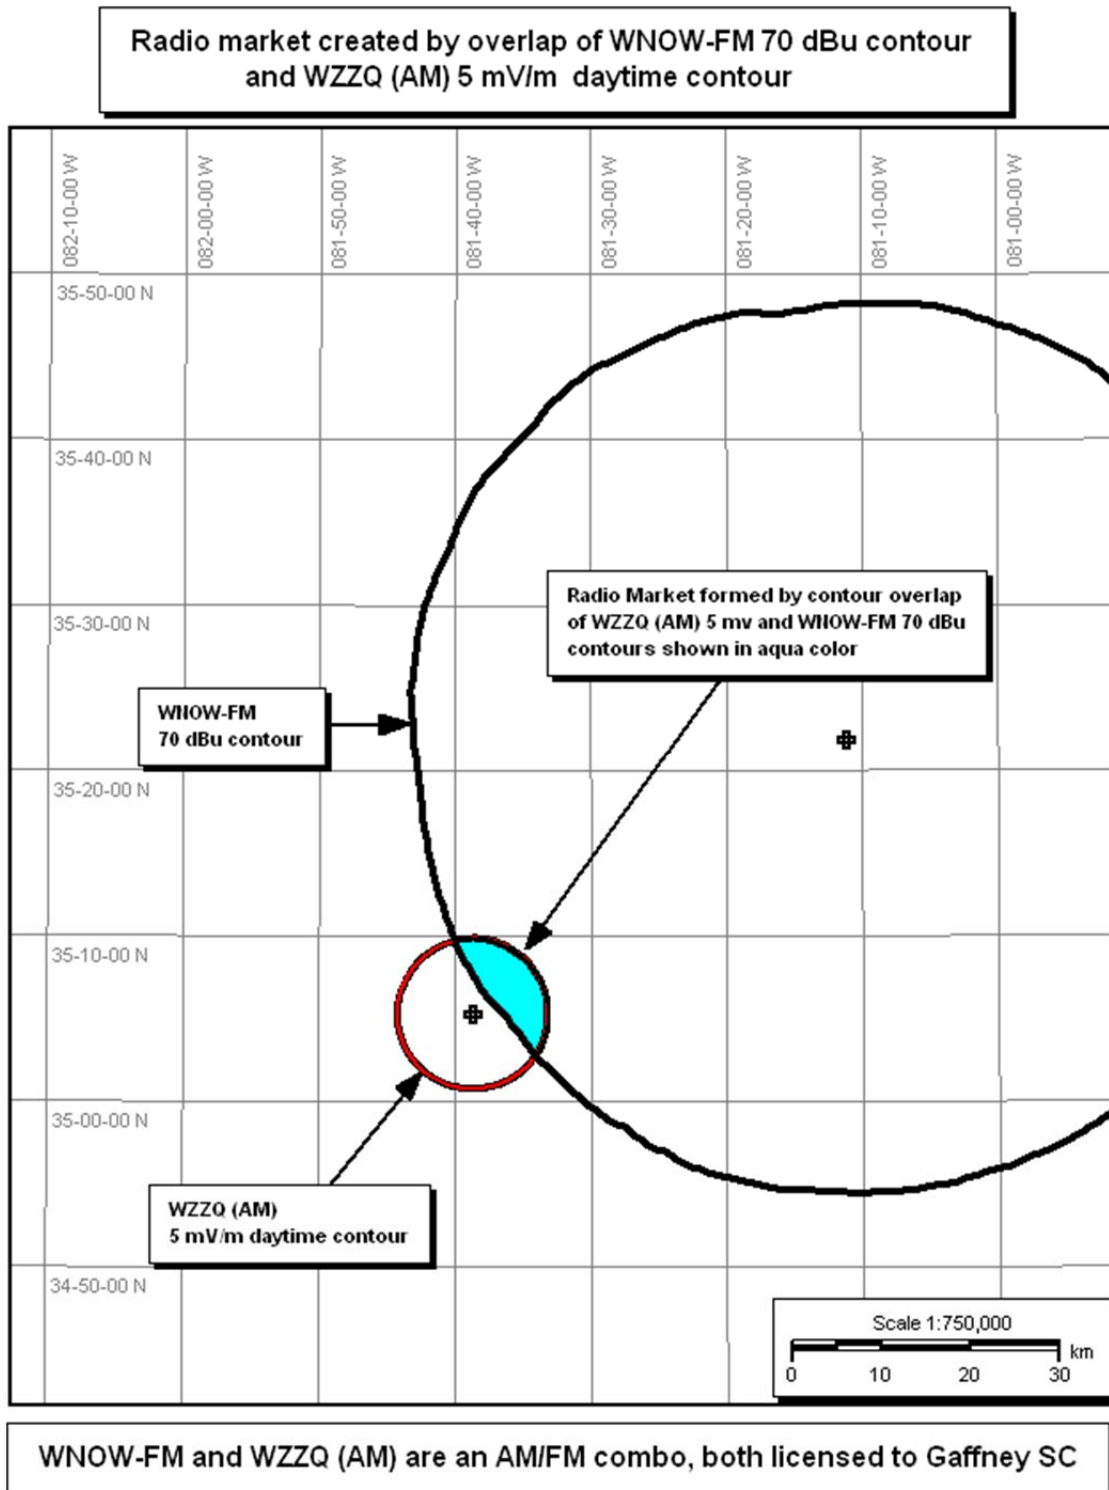 Radio market created by overlap of WNOW-FM 70 dBu contour
and WZZQ (AM) 5 mV/m daytime contour
082-10-00 W
082-00-00 W
081-50-00 W
081-40-00 W
081-30-00 W
081-20-00 W
081-10-00 W
081-00-00 W
35-50-00 N
35-40-00 N
Radio Market formed by contour overlap
of WZZQ (AM) 5 mv and WNOW-FM 70 dBu
contours shown in aqua color
35-30-00 N
WNOW-FM
70 dBu contour
35-20-00 N
35-10-00 N
35-00-00 N
WZZQ (AM)
5 mV/m daytime contour
34-50-00 N
Scale 1:750,000
km
0 10 20 30
WNOW-FM and WZZQ (AM) are an AM/FM combo, both licensed to Gaffney SC